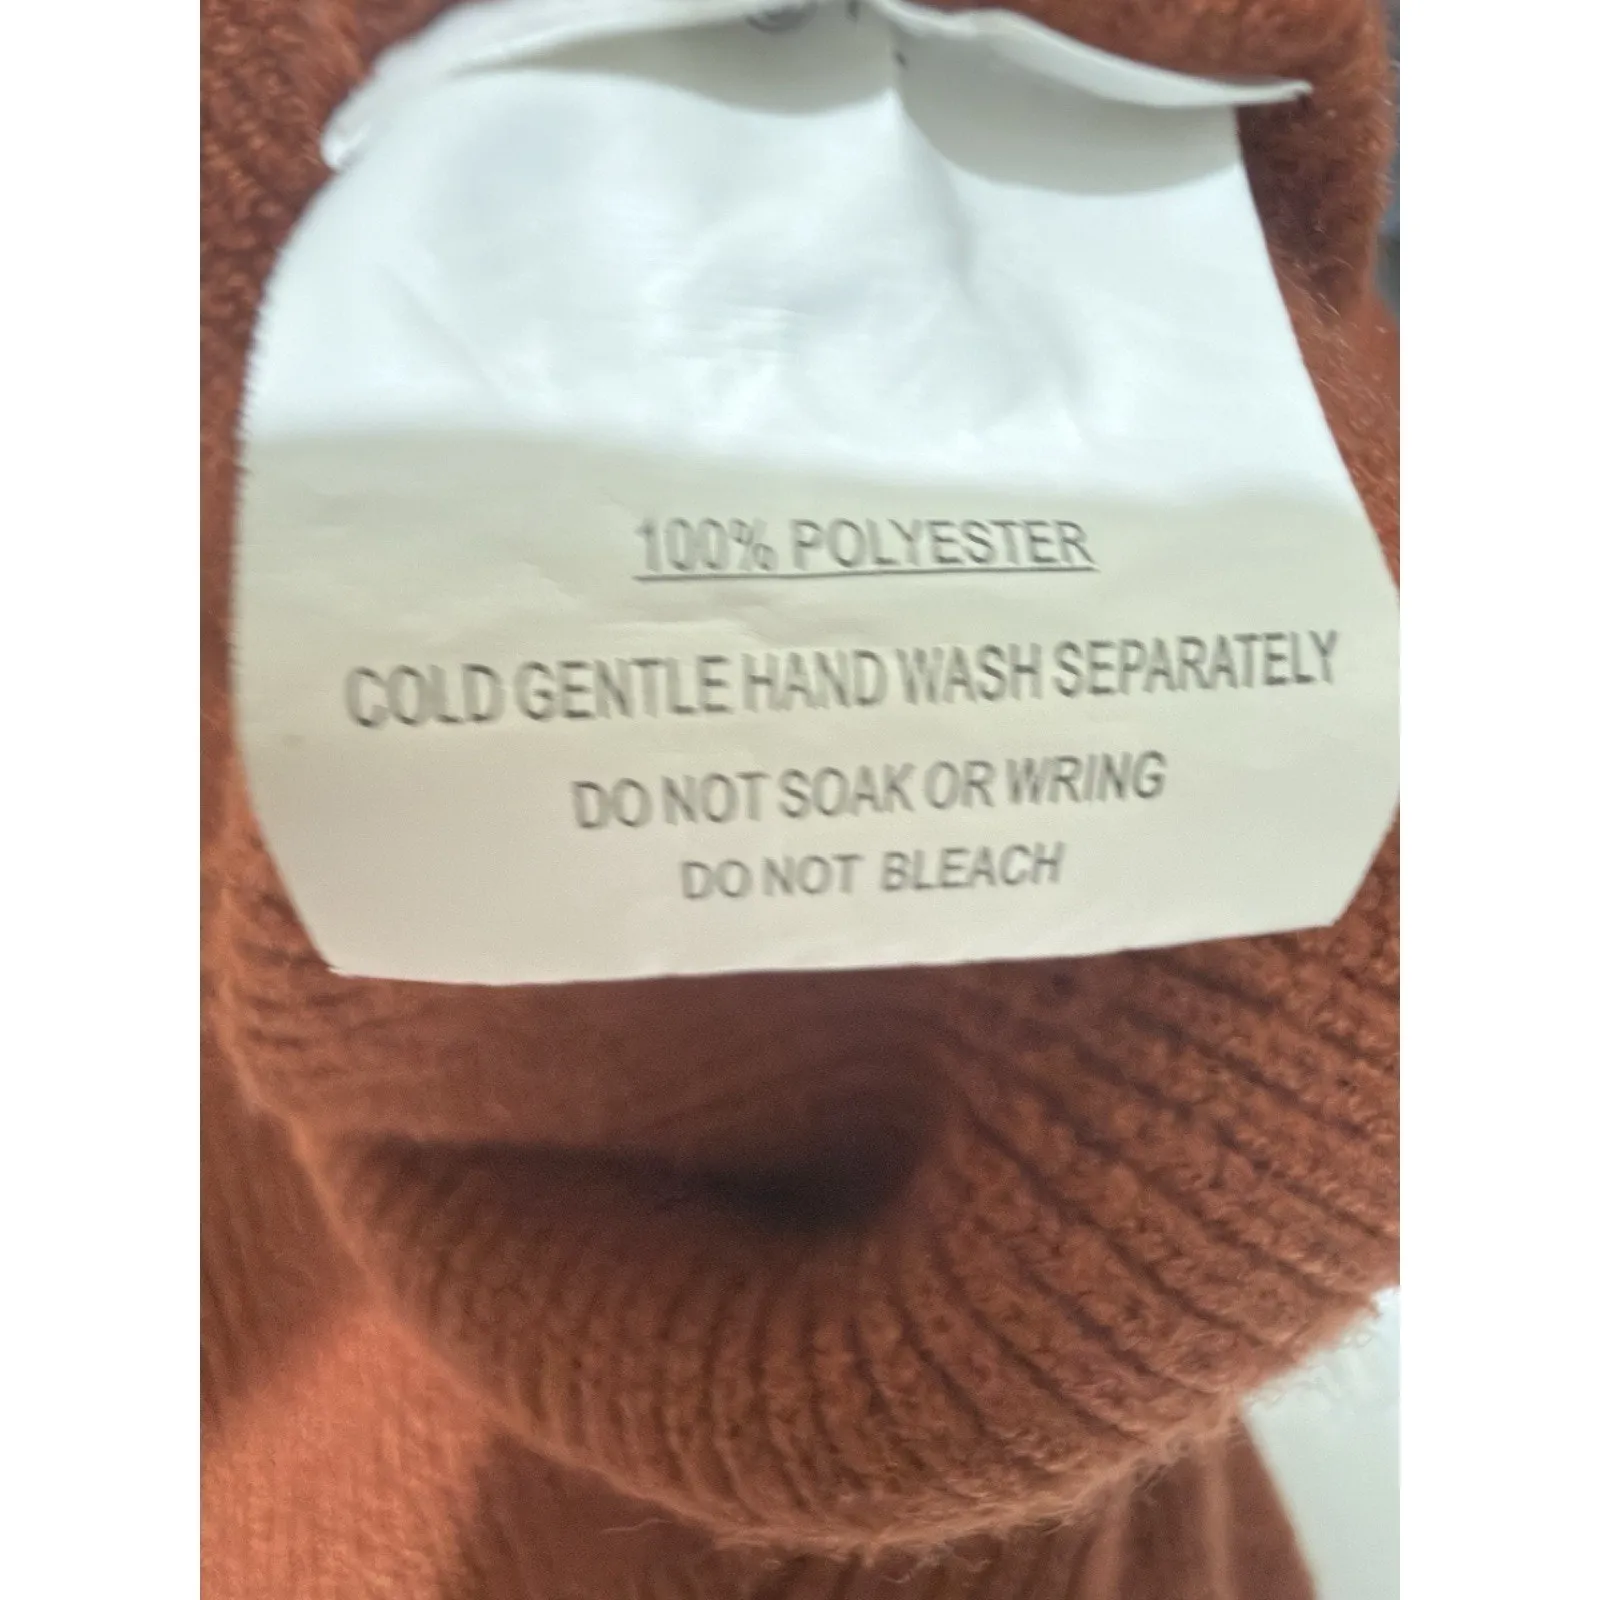 100% POLYESTER
COLD GENTLE HAND WASH SEPARATELY
DO NOT SOAK OR WRING
DO NOT BLEACH